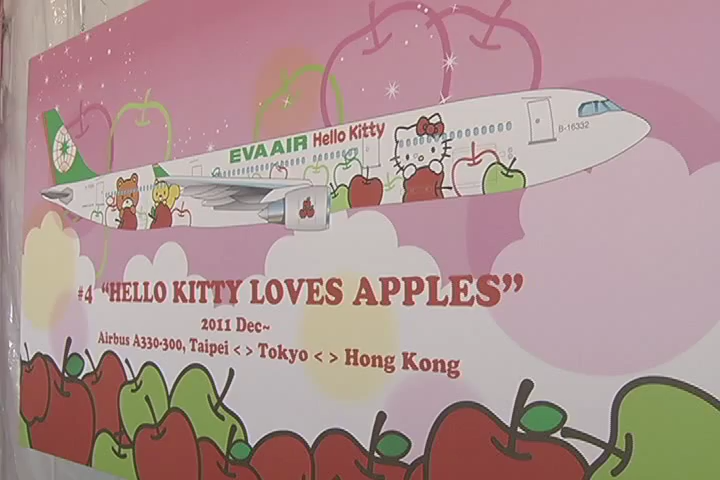 EVA AIR Hello Kitty
B-16332
#4 “HELLO KITTY LOVES APPLES”
2011 Dec~
Airbus A330-300, Taipei < > Tokyo < > Hong Kong